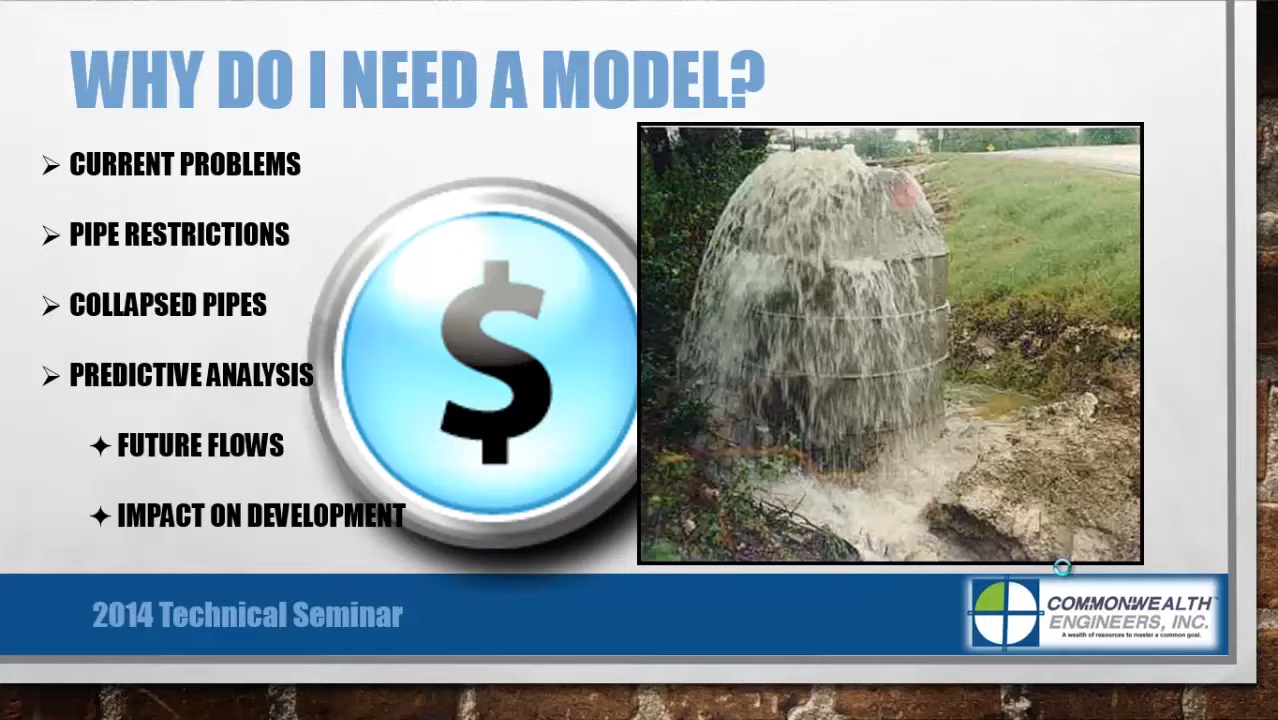 WHY DO I NEED A MODEL?
CURRENT PROBLEMS
PIPE RESTRICTIONS
COLLAPSED PIPES
PREDICTIVE ANALYSIS
FUTURE FLOWS
IMPACT ON DEVELOPMENT
$
2014 Technical Seminar
COMMONWEALTH™
ENGINEERS, INC.
A wealth of resources to master a common goal.